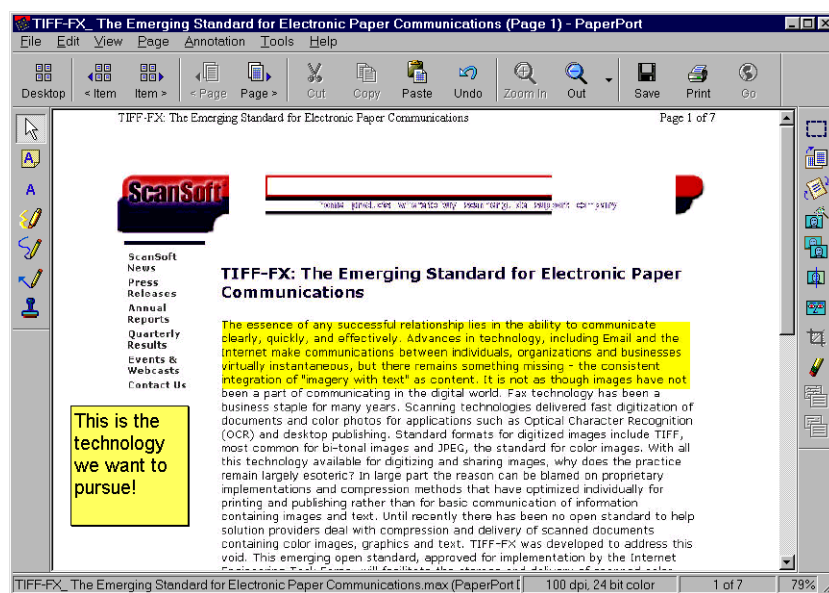 TIFF-FX_ The Emerging Standard for Electronic Paper Communications (Page 1) - PaperPort
File Edit View Page Annotation Tools Help
Desktop < Item Item > < Page Page > Cut Copy Paste Undo Zoom In Out Save Print Go
TIFF-FX: The Emerging Standard for Electronic Paper Communications Page 1 of 7
A
A
ScanSoft
home company
ScanSoft
News
Press
Releases
Annual
Reports
Quarterly
Results
Events &
Webcasts
Contact Us
TIFF-FX: The Emerging Standard for Electronic Paper
Communications
The essence of any successful relationship lies in the ability to communicate
clearly, quickly, and effectively. Advances in technology, including Email and the
Internet make communications between individuals, organizations and businesses
virtually instantaneous, but there remains something missing - the consistent
integration of "imagery with text" as content. It is not as though images have not
been a part of communicating in the digital world. Fax technology has been a
business staple for many years. Scanning technologies delivered fast digitization of
documents and color photos for applications such as Optical Character Recognition
(OCR) and desktop publishing. Standard formats for digitized images include TIFF,
most common for bi-tonal images and JPEG, the standard for color images. With all
this technology available for digitizing and sharing images, why does the practice
remain largely esoteric? In large part the reason can be blamed on proprietary
implementations and compression methods that have optimized individually for
printing and publishing rather than for basic communication of information
containing images and text. Until recently there has been no open standard to help
solution providers deal with compression and delivery of scanned documents
containing color images, graphics and text. TIFF-FX was developed to address this
void. This emerging open standard, approved for implementation by the Internet
This is the
technology
we want to
pursue!
TIFF-FX_ The Emerging Standard for Electronic Paper Communications.max (PaperPort 100 dpi, 24 bit color 1 of 7 79%